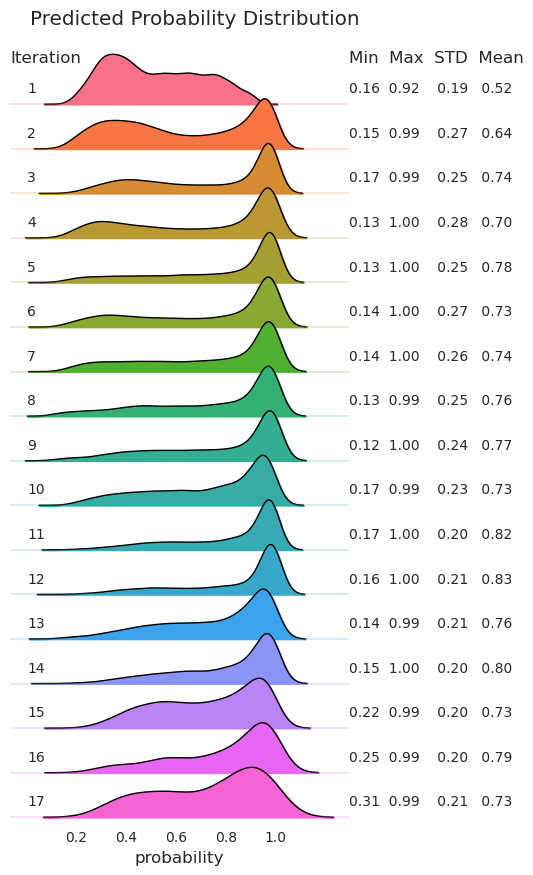 Predicted Probability Distribution
Iteration Min Max STD Mean
1 0.16 0.92 0.19 0.52
2 0.15 0.99 0.27 0.64
3 0.17 0.99 0.25 0.74
4 0.13 1.00 0.28 0.70
5 0.13 1.00 0.25 0.78
6 0.14 1.00 0.27 0.73
7 0.14 1.00 0.26 0.74
8 0.13 0.99 0.25 0.76
9 0.12 1.00 0.24 0.77
10 0.17 0.99 0.23 0.73
11 0.17 1.00 0.20 0.82
12 0.16 1.00 0.21 0.83
13 0.14 0.99 0.21 0.76
14 0.15 1.00 0.20 0.80
15 0.22 0.99 0.20 0.73
16 0.25 0.99 0.20 0.79
17 0.31 0.99 0.21 0.73
0.2 0.4 0.6 0.8 1.0
probability